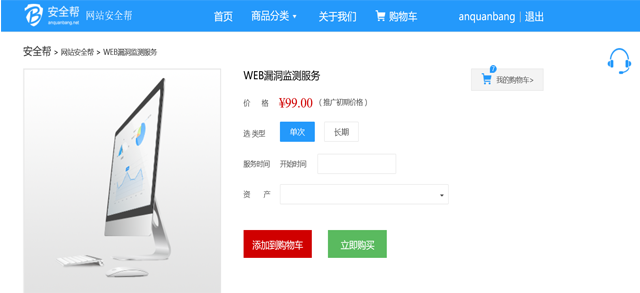 安全帮 网站安全帮 首页 商品分类 关于我们 购物车 anquanbang 退出
anquanbang.net
安全帮 > 网站安全帮 > WEB漏洞监测服务
WEB漏洞监测服务
7
我的购物车>
价 格 ¥99.00 (推广初期价格)
选 类型 单次 长期
服务时间 开始时间
资 产
添加到购物车 立即购买